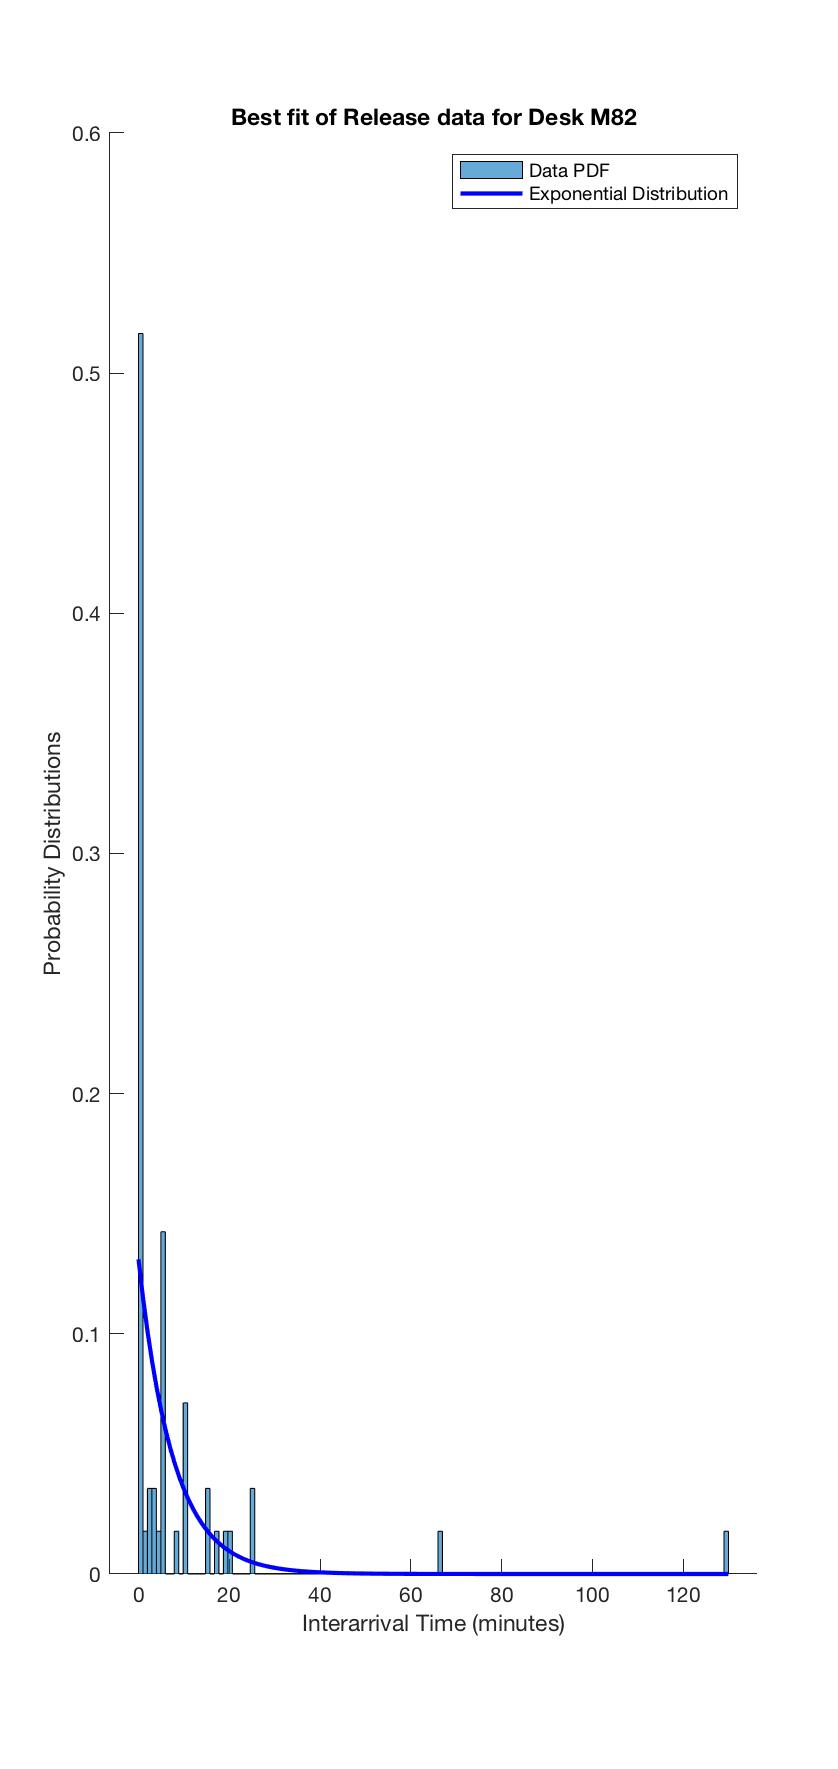 Best fit of Release data for Desk M82
0.6
Data PDF
Exponential Distribution
0.5
0.4
0.3
Probability Distributions
0.2
0.1
0
0 20 40 60 80 100 120
Interarrival Time (minutes)